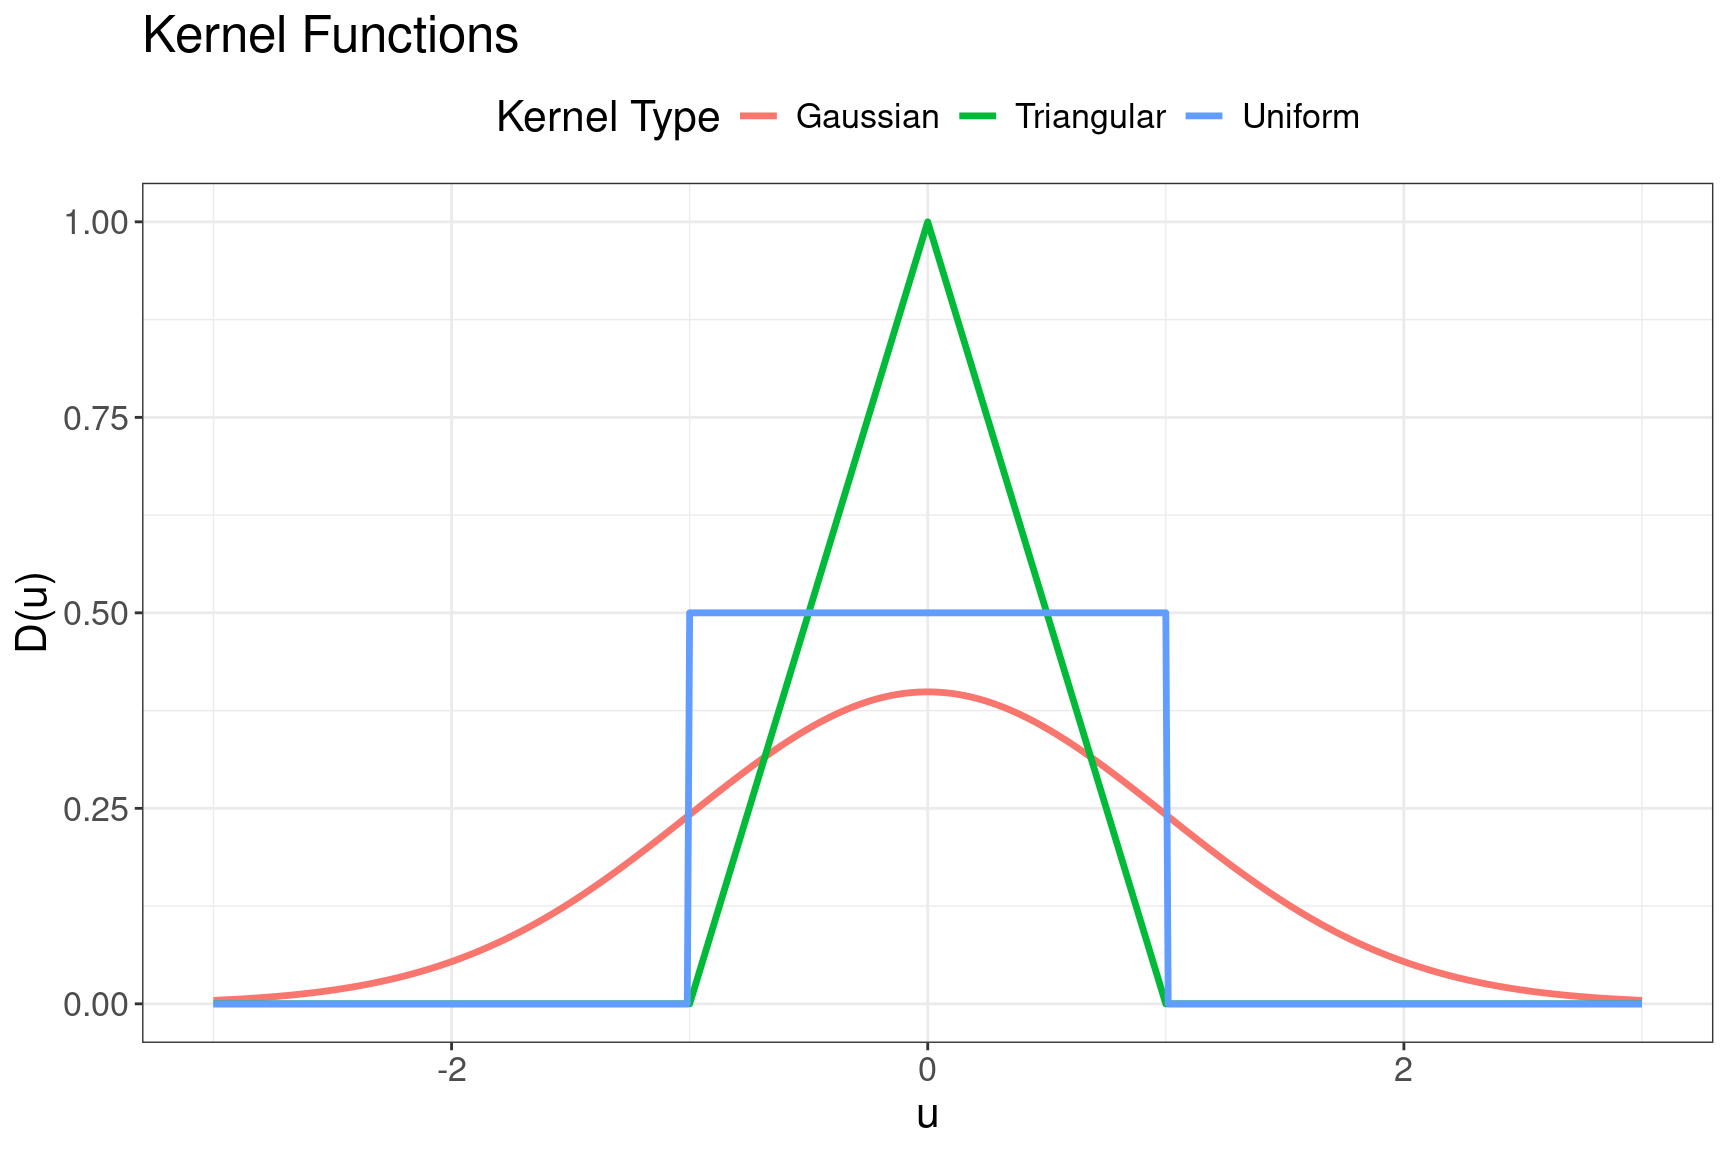 Kernel Functions
Kernel Type Gaussian Triangular Uniform
1.00
0.75
0.50
0.25
0.00
D(u)
-2 0 2
u